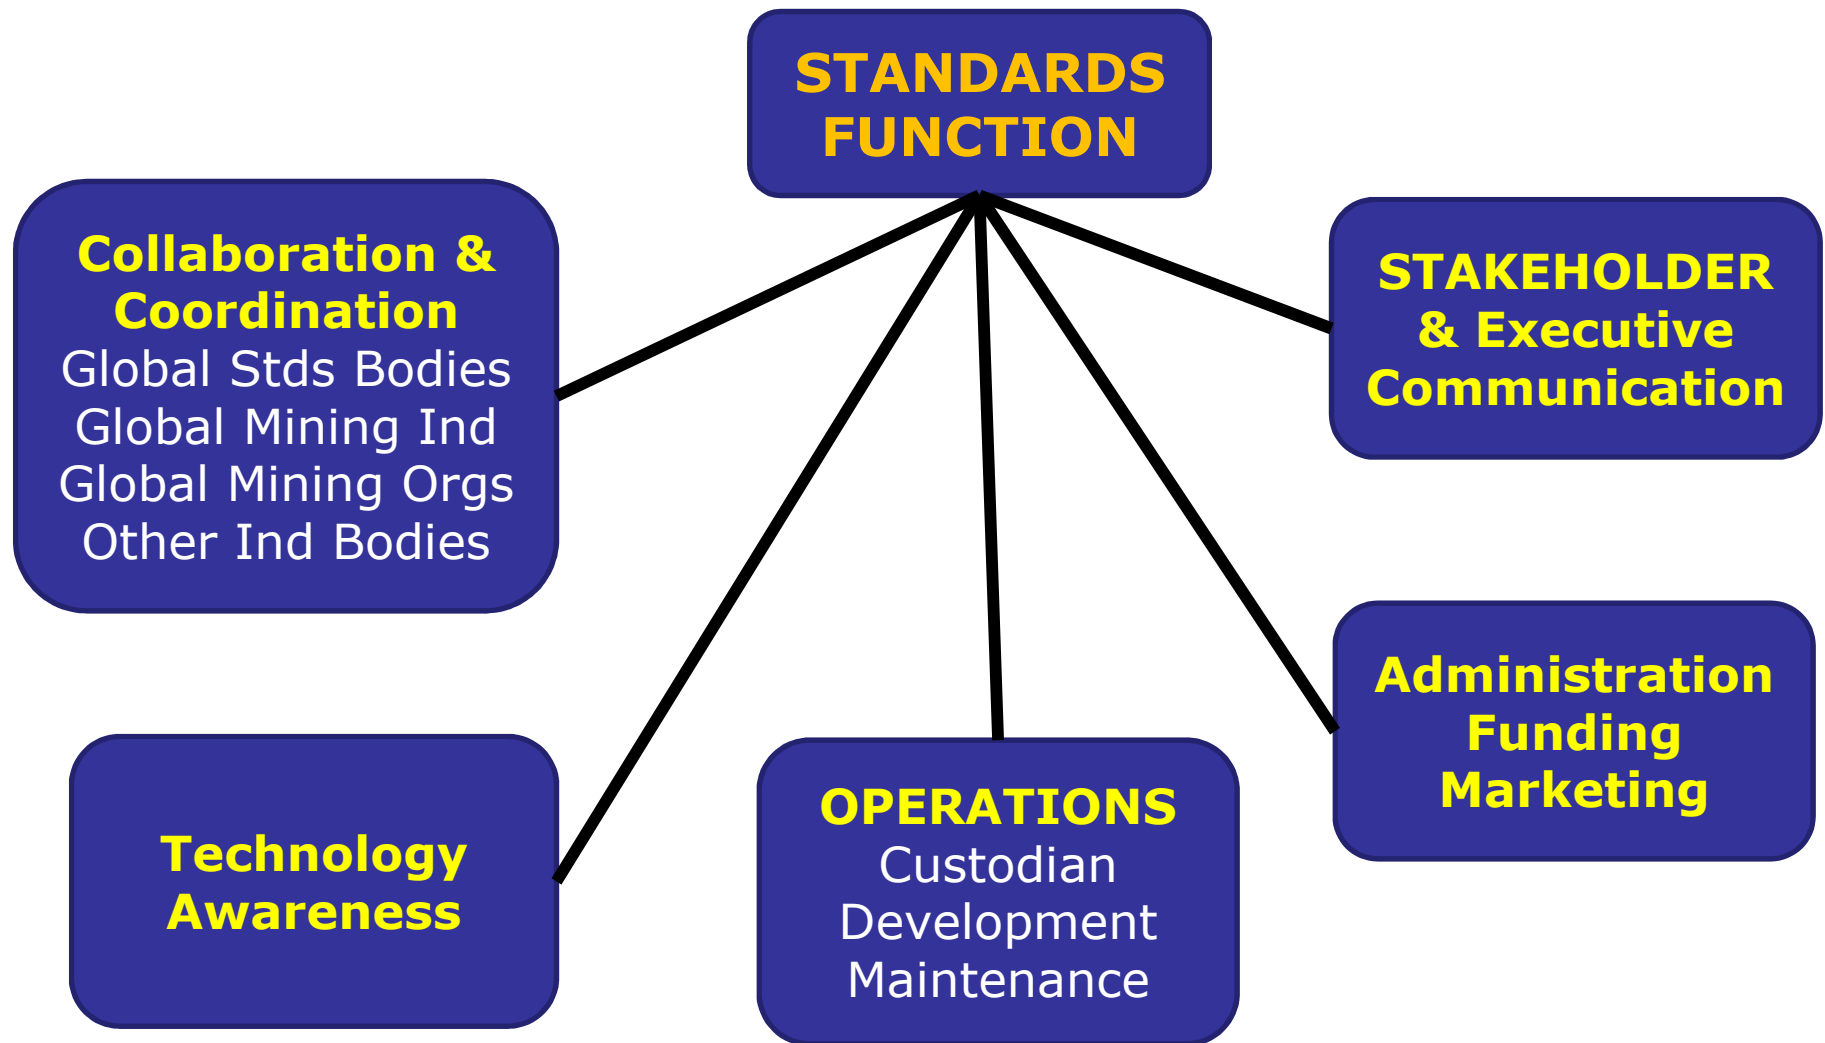 STANDARDS
FUNCTION
Collaboration &
Coordination
Global Stds Bodies
Global Mining Ind
Global Mining Orgs
Other Ind Bodies
STAKEHOLDER
& Executive
Communication
Technology
Awareness
OPERATIONS
Custodian
Development
Maintenance
Administration
Funding
Marketing